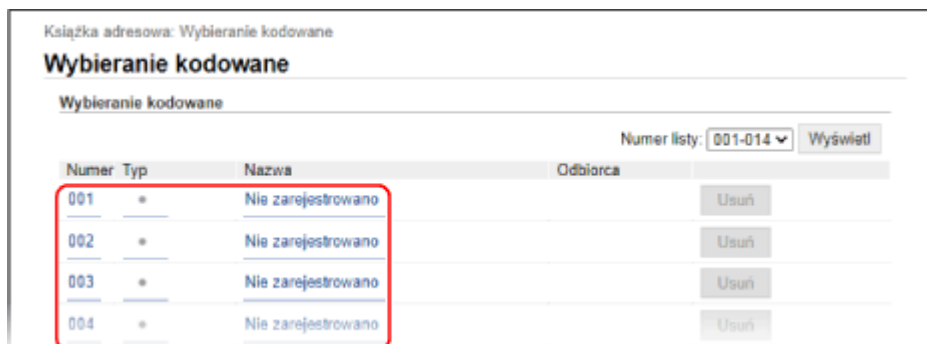 Książka adresowa: Wybieranie kodowane
Wybieranie kodowane
Wybieranie kodowane
Numer listy: 001-014 Wyświetl
Numer Typ Nazwa Odbiorca
001 Nie zarejestrowano Usuń
002 Nie zarejestrowano Usuń
003 Nie zarejestrowano Usuń
004 Nie zarejestrowano Usuń